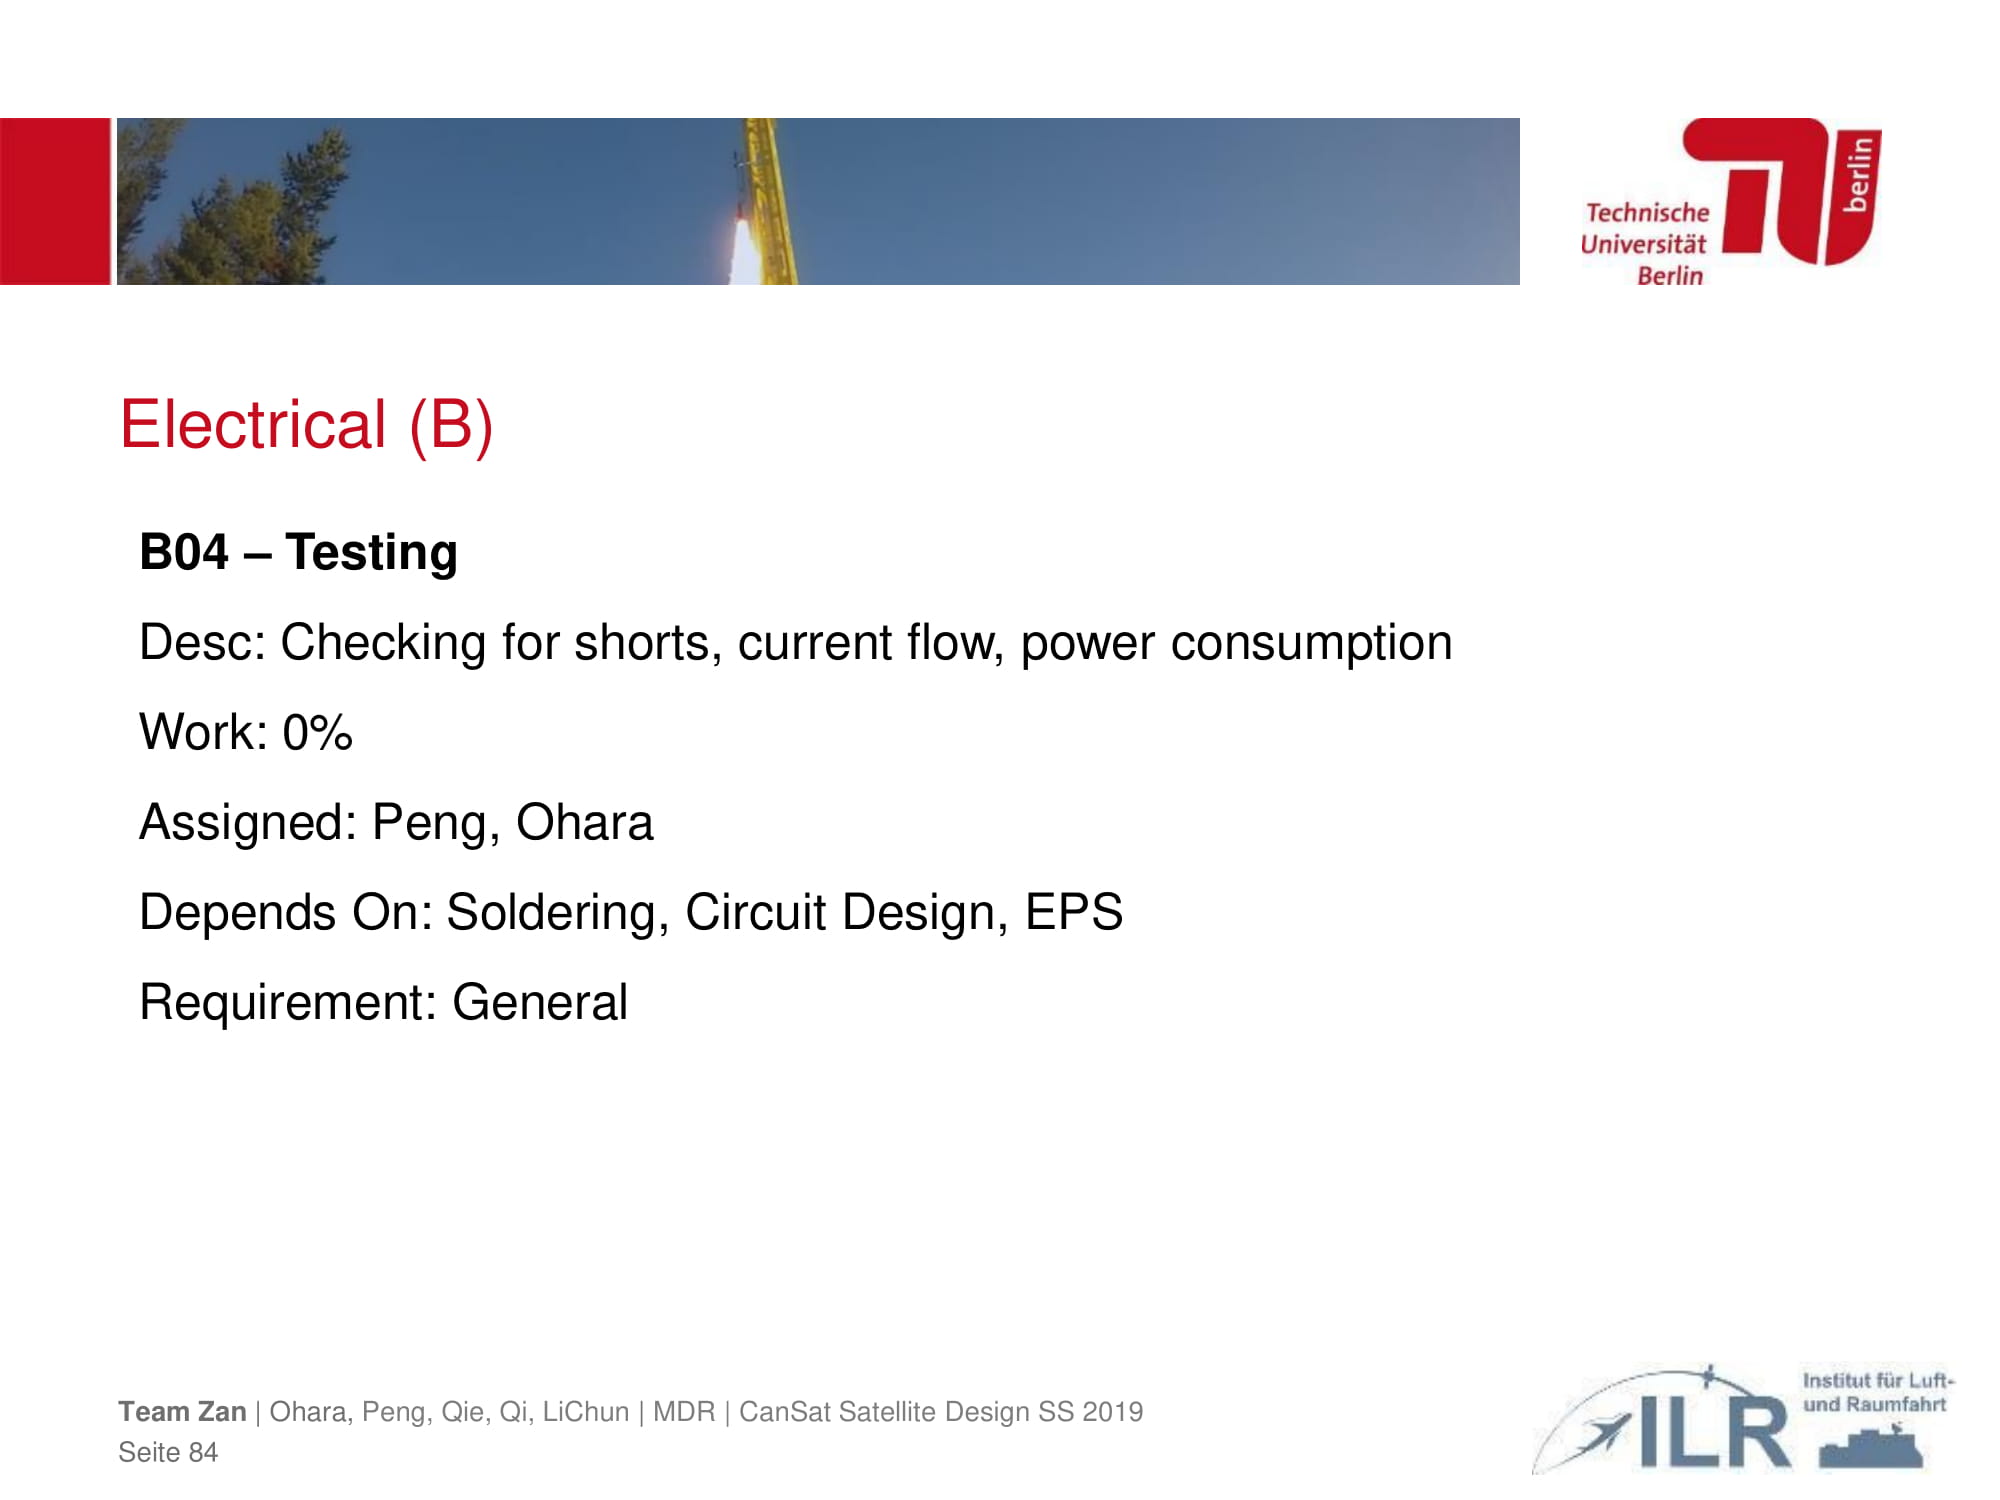 Technische
Universität
Berlin
berlin
Electrical (B)
B04 – Testing
Desc: Checking for shorts, current flow, power consumption
Work: 0%
Assigned: Peng, Ohara
Depends On: Soldering, Circuit Design, EPS
Requirement: General
Team Zan | Ohara, Peng, Qie, Qi, LiChun | MDR | CanSat Satellite Design SS 2019
Seite 84
ILR
Institut für Luft-
und Raumfahrt